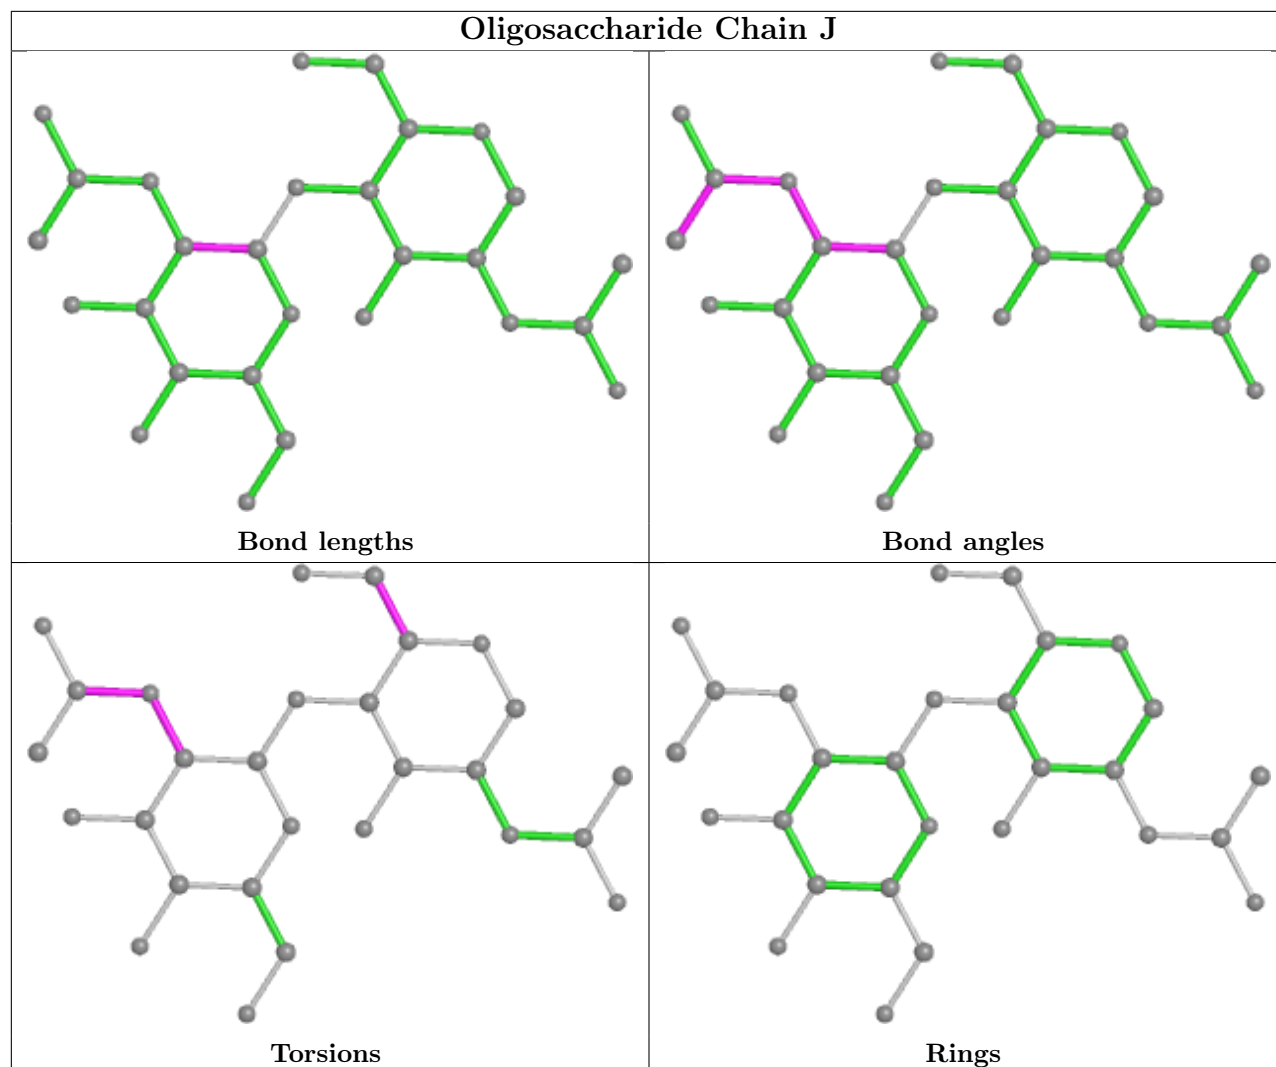 Oligosaccharide Chain J
Bond lengths
Bond angles
Torsions
Rings